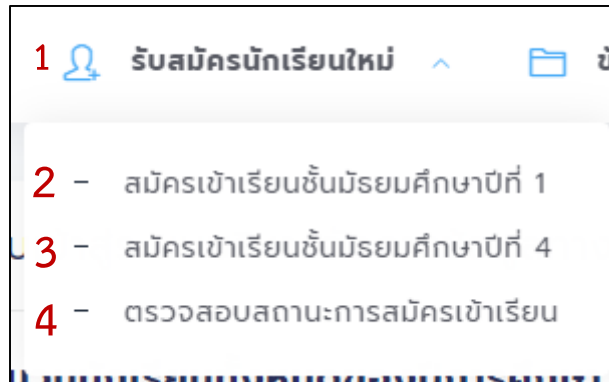 1 รับสมัครนักเรียนใหม่
2 – สมัครเข้าเรียนชั้นมัธยมศึกษาปีที่ 1
3 – สมัครเข้าเรียนชั้นมัธยมศึกษาปีที่ 4
4 – ตรวจสอบสถานะการสมัครเข้าเรียน